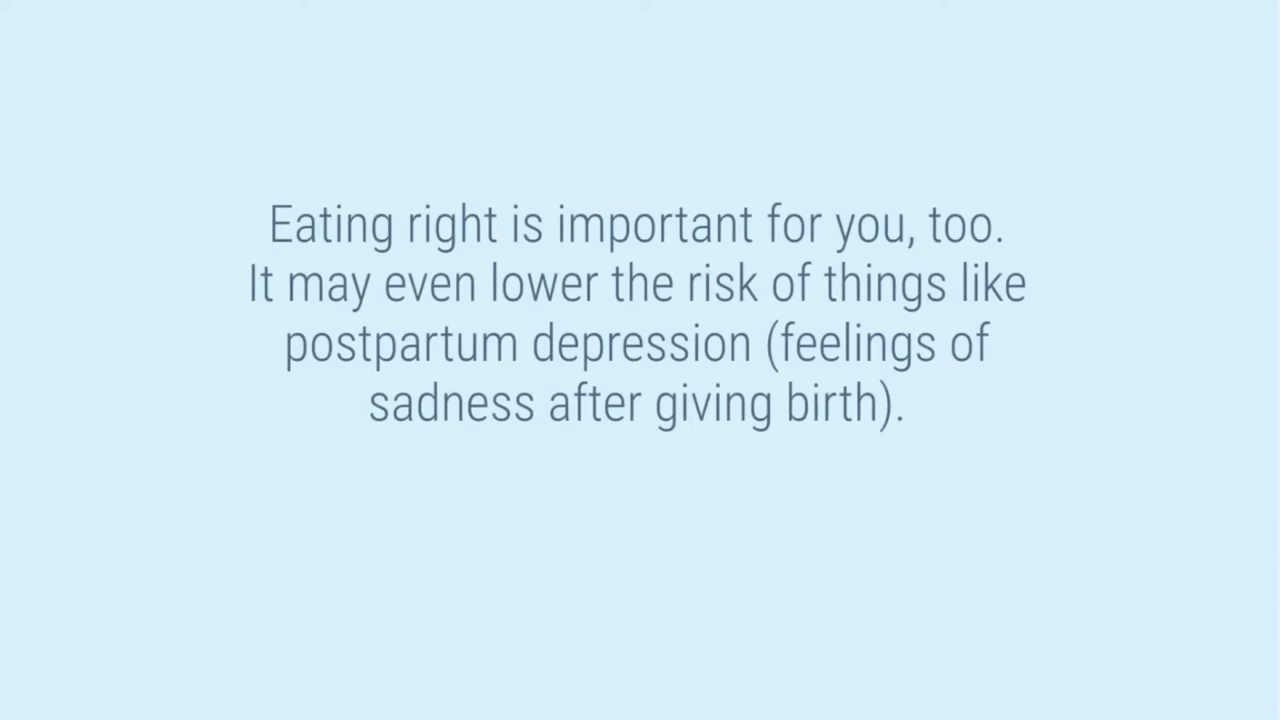 Eating right is important for you, too.
It may even lower the risk of things like
postpartum depression (feelings of
sadness after giving birth).